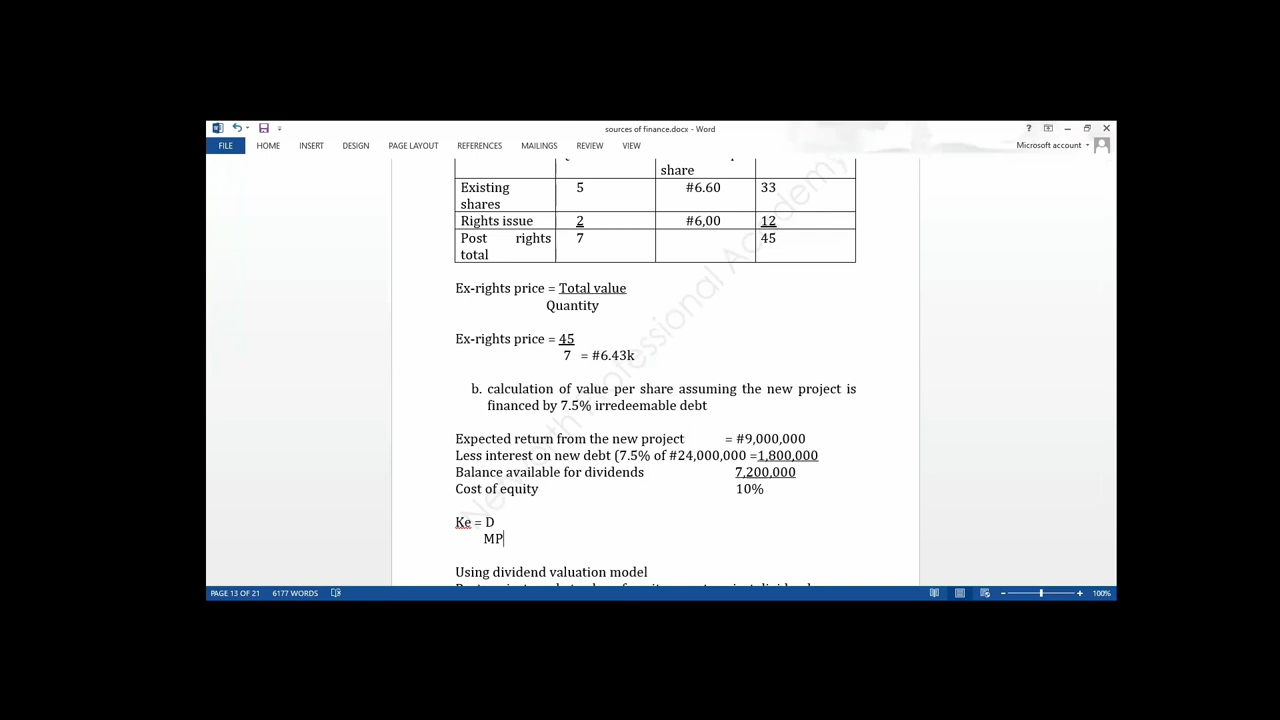 sources of finance.docx - Word
FILE HOME INSERT DESIGN PAGE LAYOUT REFERENCES MAILINGS REVIEW VIEW Microsoft account
share
Existing 5 #6.60 33
shares
Rights issue 2 #6,00 12
Post rights 7 45
total
Ex-rights price = Total value
Quantity
Ex-rights price = 45
7 = #6.43k
b. calculation of value per share assuming the new project is
financed by 7.5% irredeemable debt
Expected return from the new project = #9,000,000
Less interest on new debt (7.5% of #24,000,000 =1,800,000
Balance available for dividends 7,200,000
Cost of equity 10%
Ke = D
MP
Using dividend valuation model
PAGE 13 OF 21 6177 WORDS 100%
Professional Academy